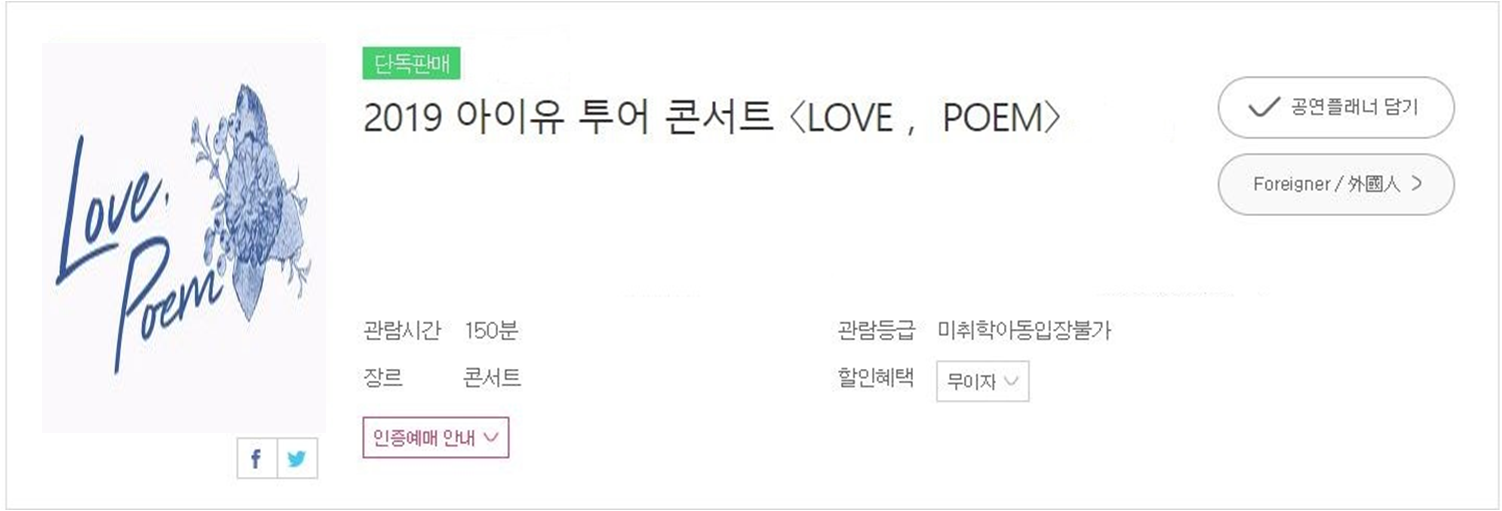 Love,
Poem
단독판매
2019 아이유 투어 콘서트 〈LOVE , POEM〉
공연플래너 담기
Foreigner / 外國人 >
관람시간 150분
관람등급 미취학아동입장불가
장르 콘서트
할인혜택 무이자
인증예매 안내
f